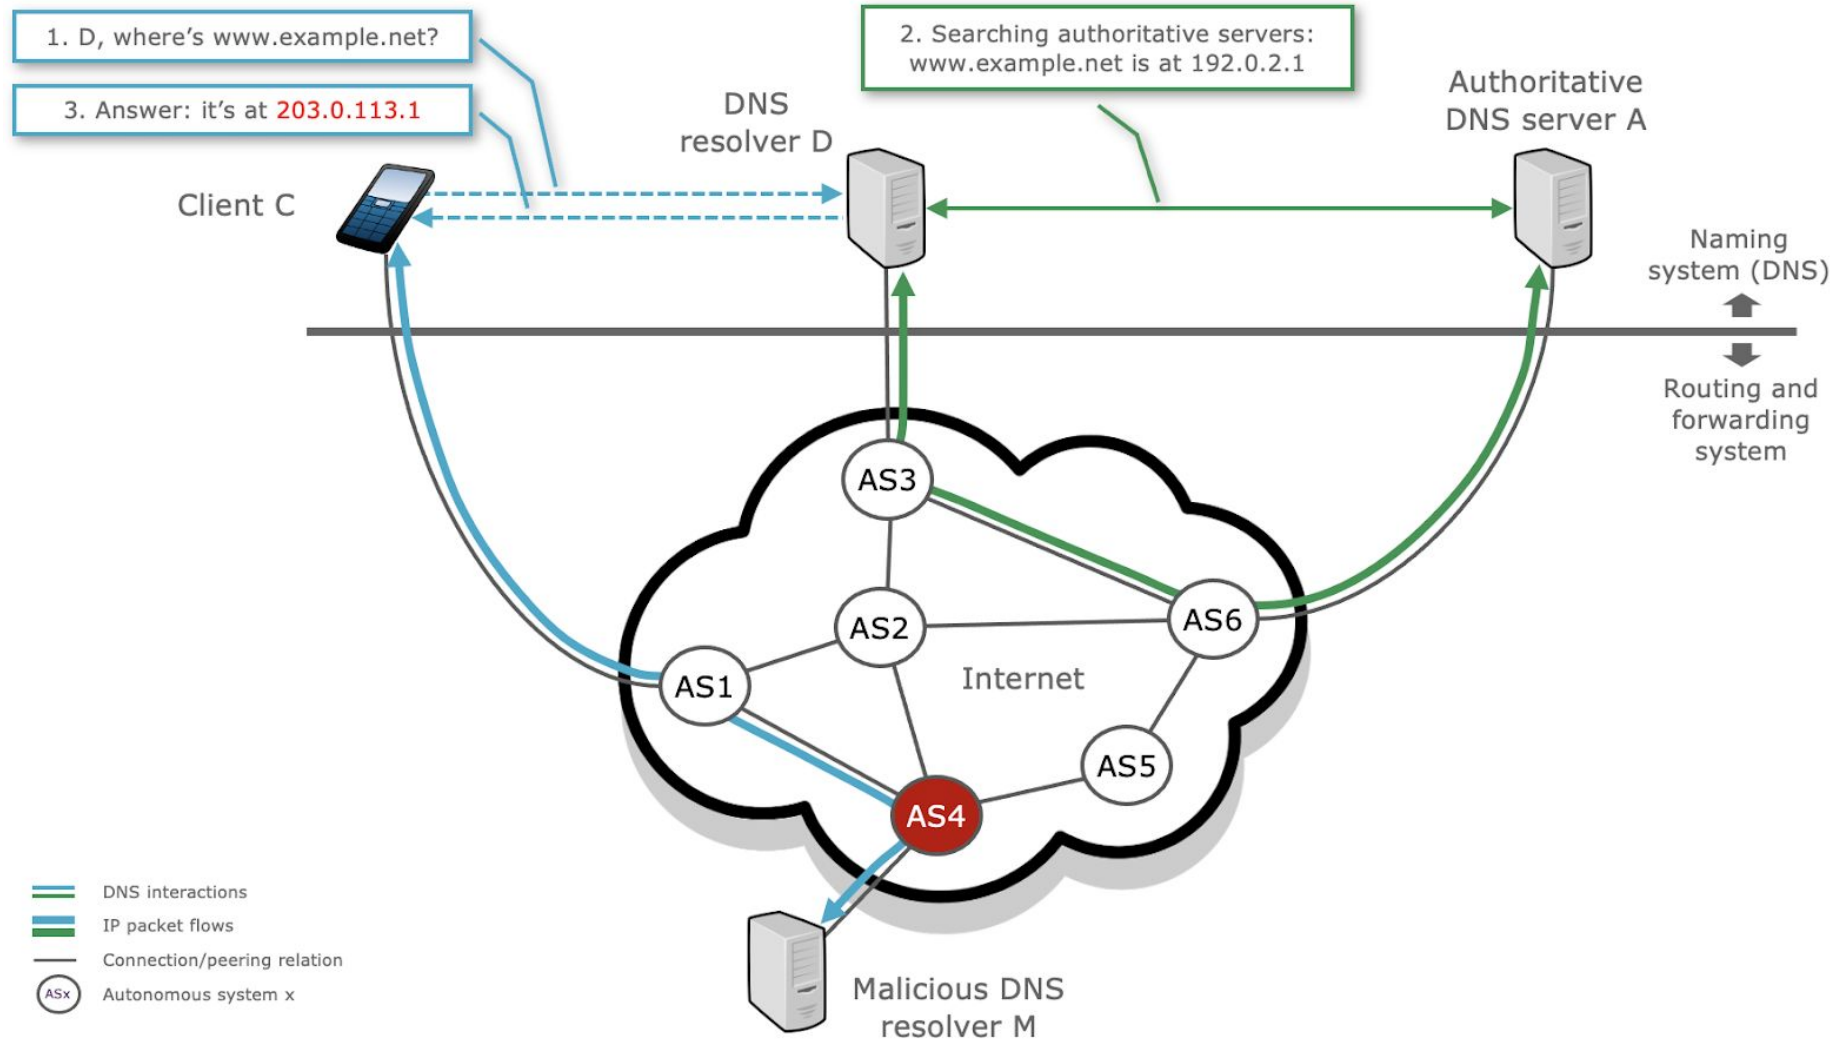 1. D, where’s www.example.net?
3. Answer: it’s at 203.0.113.1
2. Searching authoritative servers:
www.example.net is at 192.0.2.1
DNS
resolver D
Authoritative
DNS server A
Client C
Naming
system (DNS)
Routing and
forwarding
system
AS3
AS2
AS6
Internet
AS1
AS5
AS4
DNS interactions
IP packet flows
Connection/peering relation
ASx
Autonomous system x
Malicious DNS
resolver M